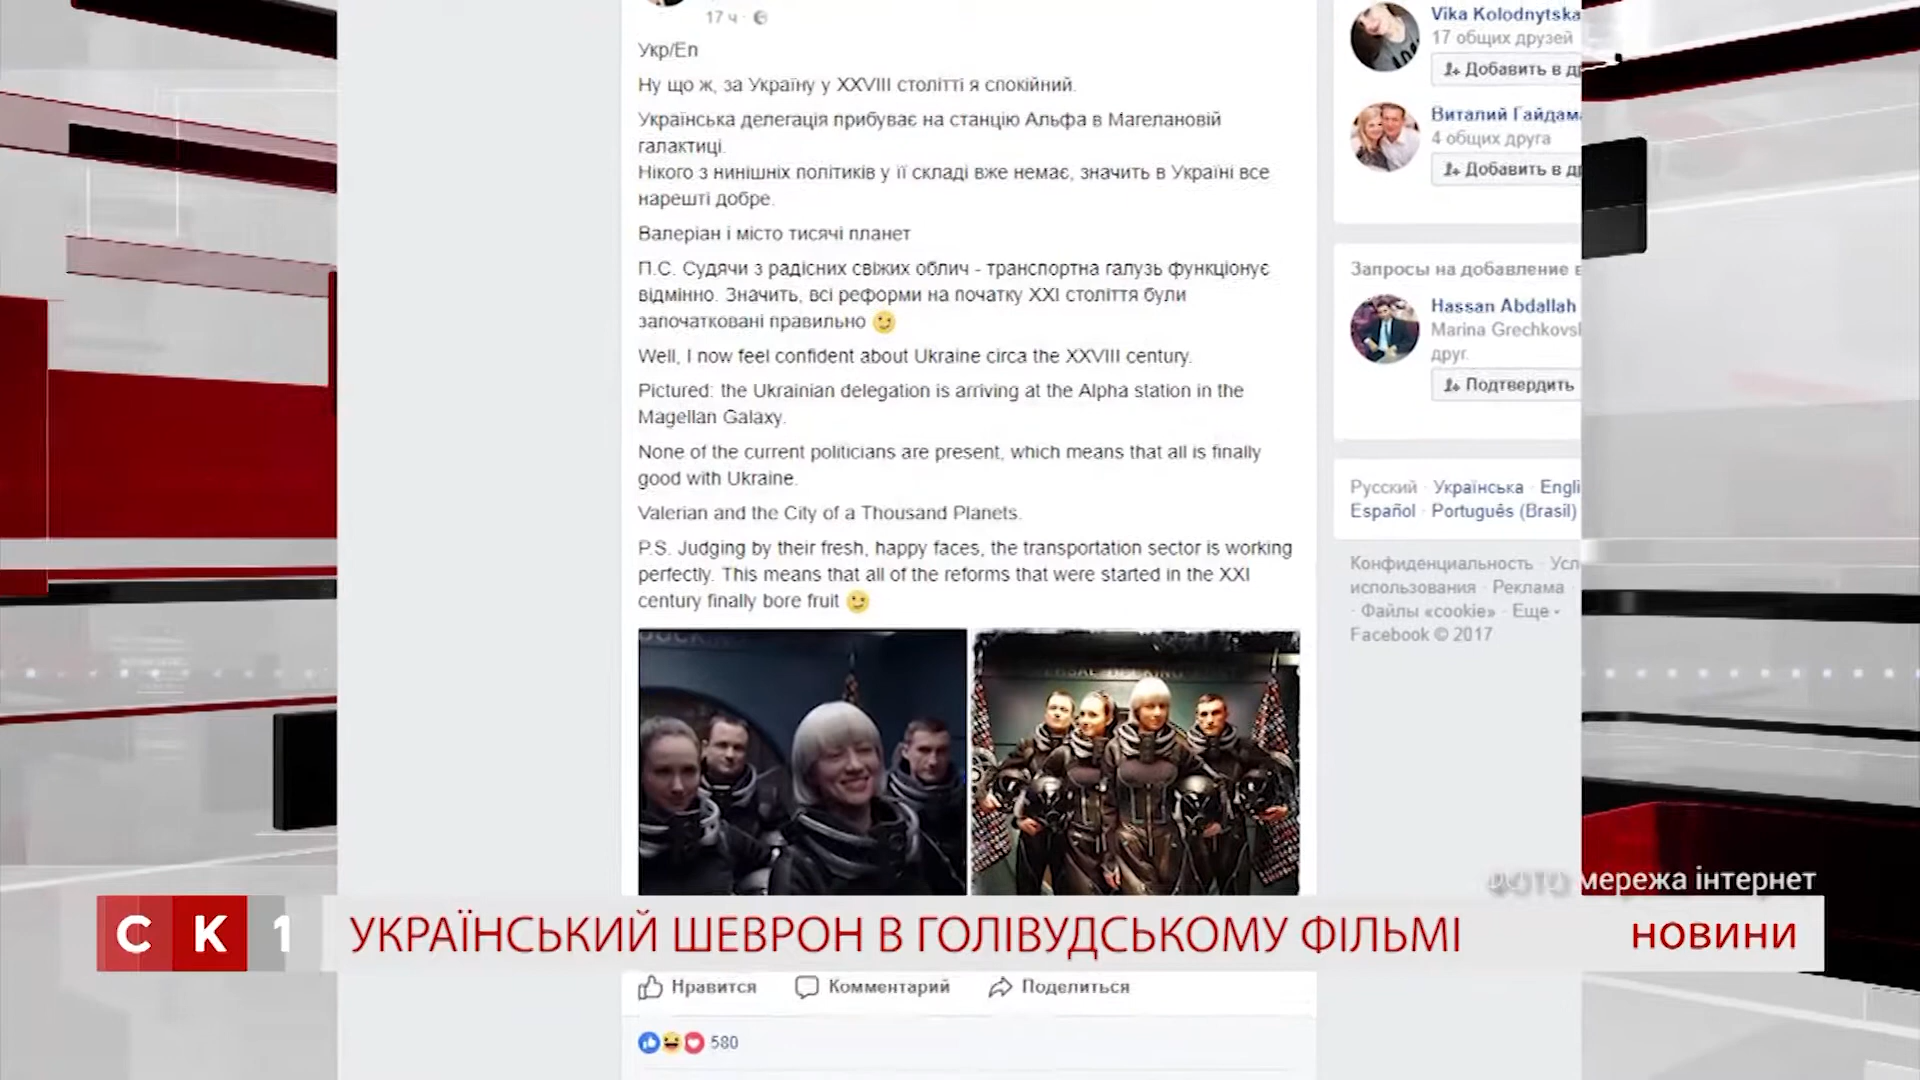 17 ч
Укр/En
Ну що ж, за Україну у XXVIII столітті я спокійний.
Українська делегація прибуває на станцію Альфа в Магелановій
галактиці.
Нікого з нинішніх політиків у її складі вже немає, значить в Україні все
нарешті добре.
Валеріан і місто тисячі планет
П.С. Судячи з радісних свіжих облич - транспортна галузь функціонує
відмінно. Значить, всі реформи на початку XXI століття були
започатковані правильно
Well, I now feel confident about Ukraine circa the XXVIII century.
Pictured: the Ukrainian delegation is arriving at the Alpha station in the
Magellan Galaxy.
None of the current politicians are present, which means that all is finally
good with Ukraine.
Valerian and the City of a Thousand Planets.
P.S. Judging by their fresh, happy faces, the transportation sector is working
perfectly. This means that all of the reforms that were started in the XXI
century finally bore fruit
Нравится Комментарий Поделиться
580
Vika Kolodnytska
17 общих друзей
Добавить в др
Виталий Гайдам
4 общих друга
Добавить в др
Запросы на добавление в
Hassan Abdallah
Marina Grechkovsk
друг.
Подтвердить
Русский · Українська · Engli
Español · Português (Brasil)
Конфиденциальность · Усл
использования · Реклама ·
· Файлы «cookie» · Еще
Facebook © 2017
ФОТО мережа інтернет
СК1 УКРАЇНСЬКИЙ ШЕВРОН В ГОЛІВУДСЬКОМУ ФІЛЬМІ НОВИНИ